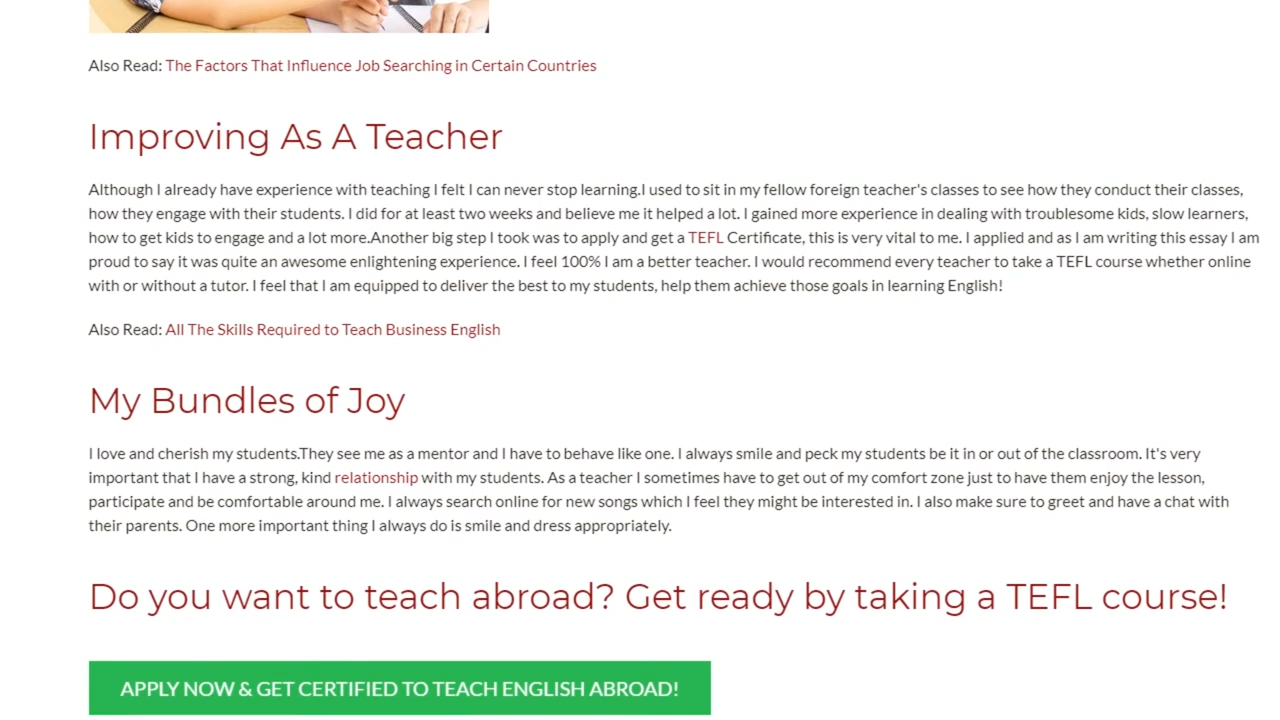 Also Read: The Factors That Influence Job Searching in Certain Countries
Improving As A Teacher
Although I already have experience with teaching I felt I can never stop learning.I used to sit in my fellow foreign teacher's classes to see how they conduct their classes,
how they engage with their students. I did for at least two weeks and believe me it helped a lot. I gained more experience in dealing with troublesome kids, slow learners,
how to get kids to engage and a lot more.Another big step I took was to apply and get a TEFL Certificate, this is very vital to me. I applied and as I am writing this essay I am
proud to say it was quite an awesome enlightening experience. I feel 100% I am a better teacher. I would recommend every teacher to take a TEFL course whether online
with or without a tutor. I feel that I am equipped to deliver the best to my students, help them achieve those goals in learning English!
Also Read: All The Skills Required to Teach Business English
My Bundles of Joy
I love and cherish my students.They see me as a mentor and I have to behave like one. I always smile and peck my students be it in or out of the classroom. It's very
important that I have a strong, kind relationship with my students. As a teacher I sometimes have to get out of my comfort zone just to have them enjoy the lesson,
participate and be comfortable around me. I always search online for new songs which I feel they might be interested in. I also make sure to greet and have a chat with
their parents. One more important thing I always do is smile and dress appropriately.
Do you want to teach abroad? Get ready by taking a TEFL course!
APPLY NOW & GET CERTIFIED TO TEACH ENGLISH ABROAD!